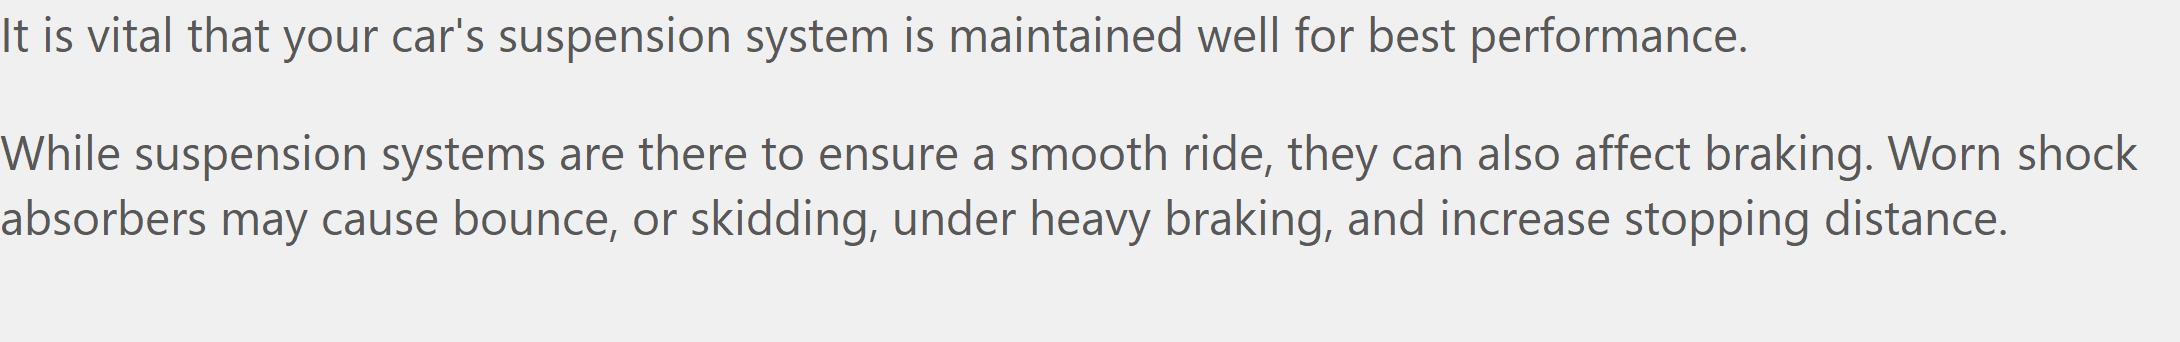 It is vital that your car's suspension system is maintained well for best performance.
While suspension systems are there to ensure a smooth ride, they can also affect braking. Worn shock
absorbers may cause bounce, or skidding, under heavy braking, and increase stopping distance.